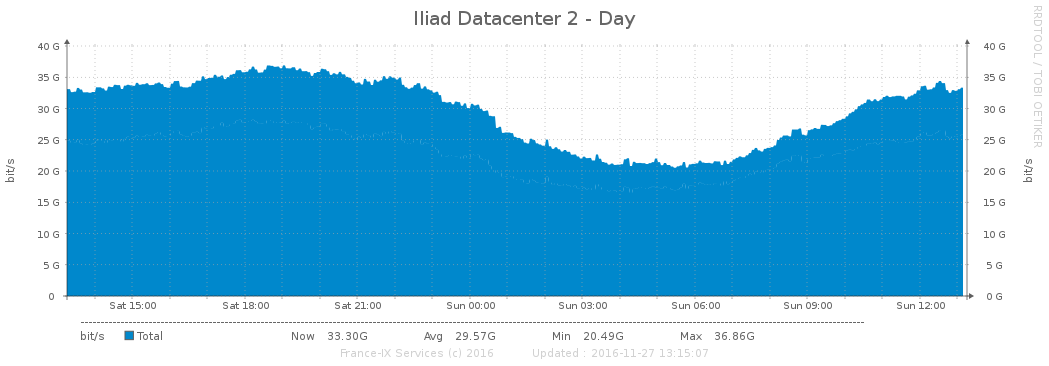 Iliad Datacenter 2 - Day
RRDTOOL / TOBI OETIKER
40 G 40 G
35 G 35 G
30 G 30 G
25 G 25 G
20 G 20 G
15 G 15 G
10 G 10 G
5 G 5 G
0 0 G
bit/s bit/s
Sat 15:00 Sat 18:00 Sat 21:00 Sun 00:00 Sun 03:00 Sun 06:00 Sun 09:00 Sun 12:00
bit/s Total Now 33.30G Avg 29.57G Min 20.49G Max 36.86G
France-IX Services (c) 2016 Updated : 2016-11-27 13:15:07